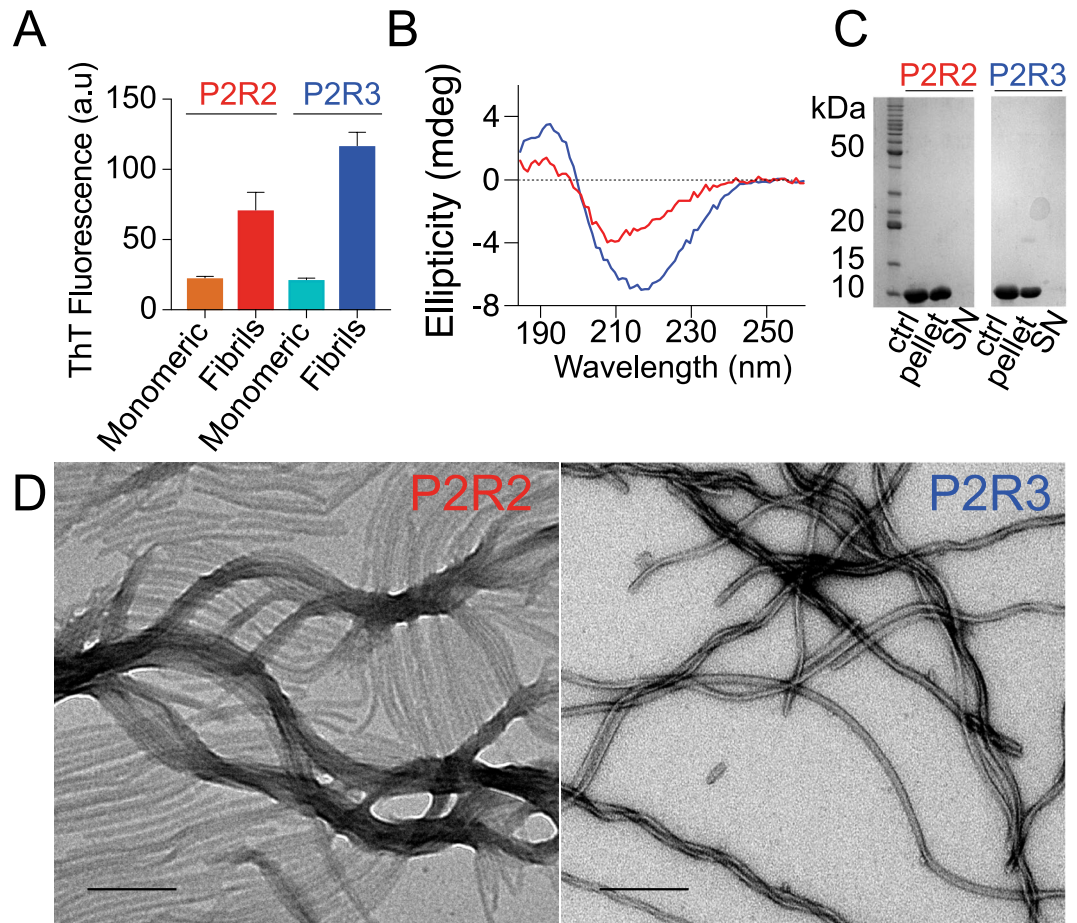 A
ThT Fluorescence (a.u)
150
100
50
0
P2R2
P2R3
Monomeric
Fibrils
Monomeric
Fibrils
B
Ellipticity (mdeg)
4
0
-4
-8
190
210
230
250
Wavelength (nm)
C
P2R2
P2R3
kDa
50
20
15
10
ctrl
pellet
SN
ctrl
pellet
SN
D
P2R2
P2R3